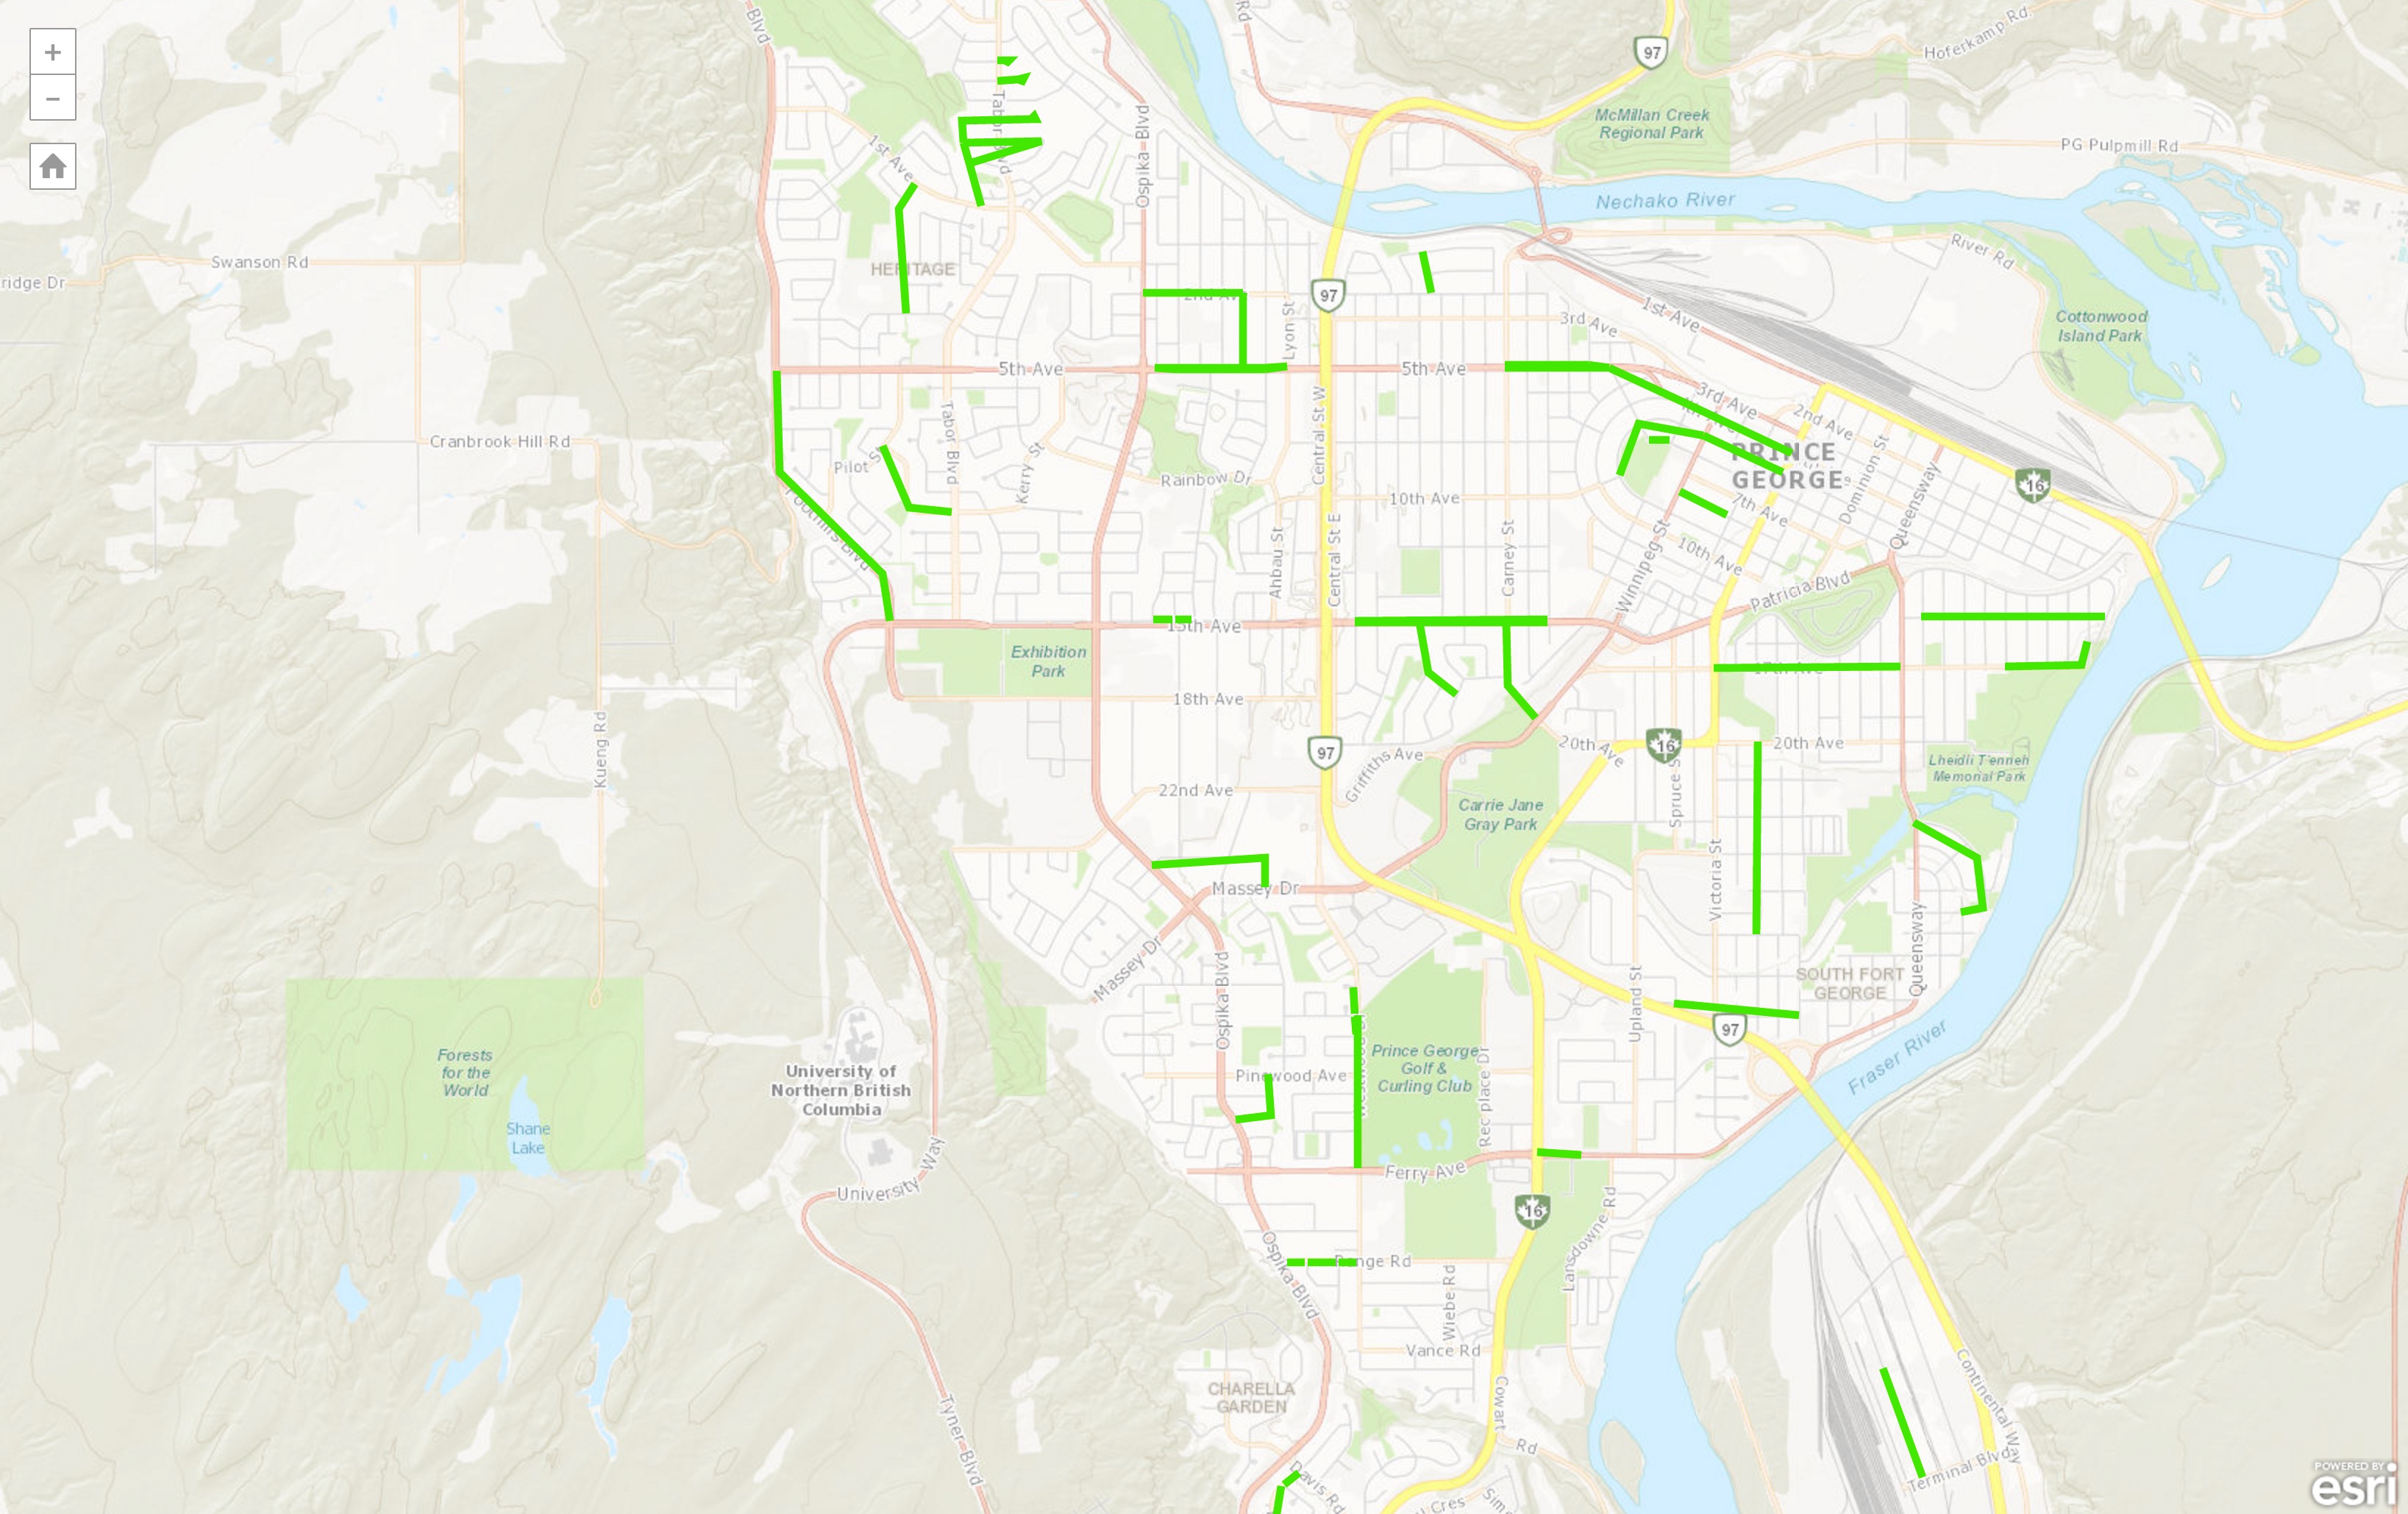 Blvd
Rd
97
Hoferkamp Rd
McMillan Creek
Regional Park
Tabor Blvd
Ospika Blvd
1st Ave
PG Pulpmill Rd
Nechako River
Swanson Rd
ridge Dr
HERITAGE
River Rd
2nd Av
97
Lyon St
1st Ave
3rd Ave
Cottonwood
Island Park
5th Ave
5th Ave
3rd Ave
2nd Ave
Cranbrook Hill Rd
Tabor Blvd
Central St W
Pilot St
Kerry St
Rainbow Dr
PRINCE
GEORGE
Dominion St
Queensway
16
10th Ave
7th Ave
Foothills Blvd
Ahbau St
Central St E
Carney St
Winnipeg St
10th Ave
Patricia Blvd
15th Ave
Exhibition
Park
17th Ave
18th Ave
Kueng Rd
97
Griffiths Ave
20th Ave
16
20th Ave
Lheidli T'enneh
Memorial Park
22nd Ave
Spruce S
Carrie Jane
Gray Park
Victoria St
Massey Dr
Massey Dr
Ospika Blvd
Queensway
SOUTH FORT
GEORGE
Upland St
97
Forests
for the
World
University of
Northern British
Columbia
Pinewood Ave
Westwood Dr
Prince George
Golf &
Curling Club
Rec place Dr
Fraser River
Shane
Lake
University Way
Ferry Ave
16
Lansdowne Rd
Ospika Blvd
Range Rd
Wiebe Rd
Vance Rd
CHARELLA
GARDEN
Cowart
Rd
Continental Way
Tyner Blvd
Davis Rd
Terminal Blvd
l Cres
Sim
POWERED BY
esri